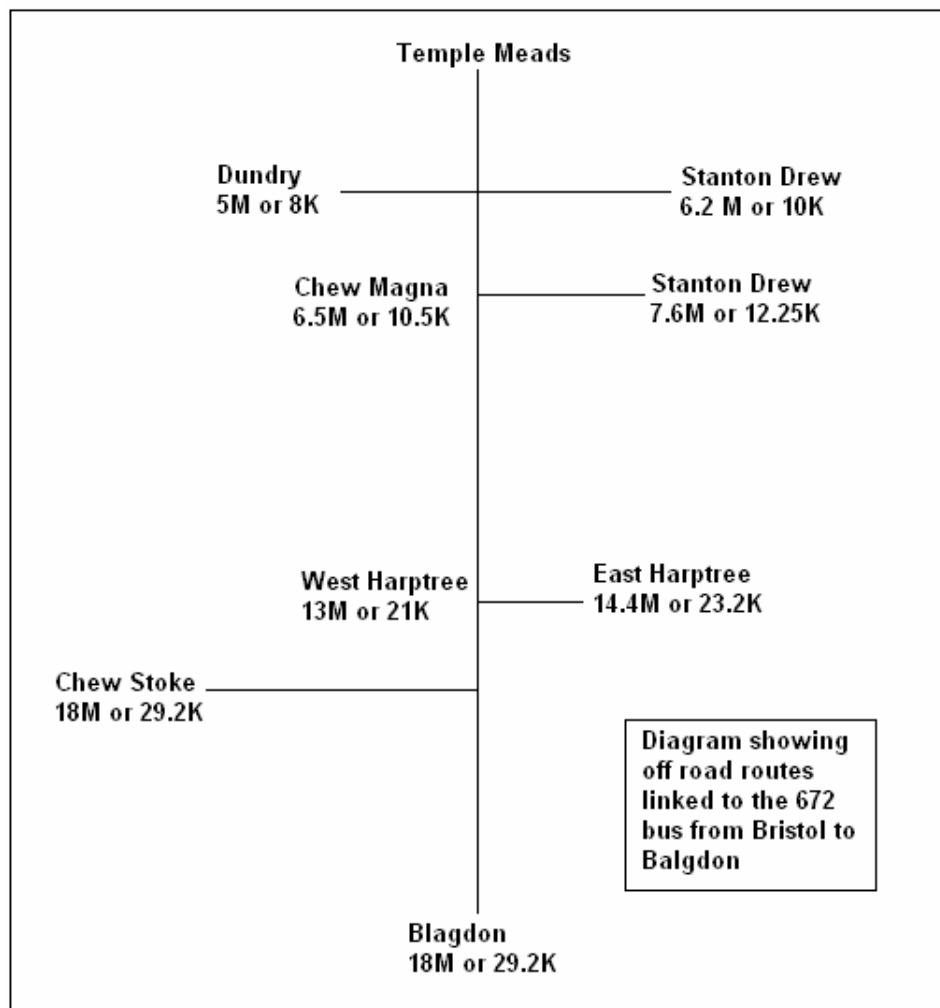 Temple Meads
Dundry
5M or 8K
Stanton Drew
6.2 M or 10K
Chew Magna
6.5M or 10.5K
Stanton Drew
7.6M or 12.25K
West Harptree
13M or 21K
East Harptree
14.4M or 23.2K
Chew Stoke
18M or 29.2K
Diagram showing
off road routes
linked to the 672
bus from Bristol to
Balgdon
Blagdon
18M or 29.2K